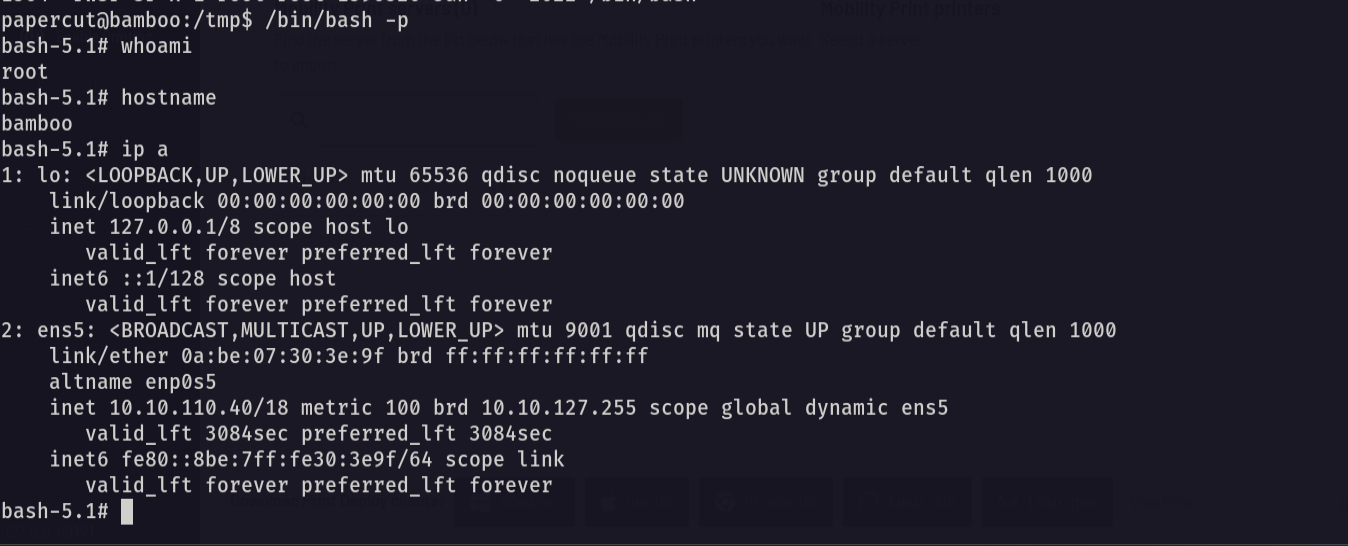 Mobility Print printers
papercut@bamboo:/tmp$ /bin/bash -p
bash-5.1# whoami
root
bash-5.1# hostname
bamboo
bash-5.1# ip a
1: lo: <LOOPBACK,UP,LOWER_UP> mtu 65536 qdisc noqueue state UNKNOWN group default qlen 1000
    link/loopback 00:00:00:00:00:00 brd 00:00:00:00:00:00
    inet 127.0.0.1/8 scope host lo
       valid_lft forever preferred_lft forever
    inet6 ::1/128 scope host
       valid_lft forever preferred_lft forever
2: ens5: <BROADCAST,MULTICAST,UP,LOWER_UP> mtu 9001 qdisc mq state UP group default qlen 1000
    link/ether 0a:be:07:30:3e:9f brd ff:ff:ff:ff:ff:ff
    altname enp0s5
    inet 10.10.110.40/18 metric 100 brd 10.10.127.255 scope global dynamic ens5
       valid_lft 3084sec preferred_lft 3084sec
    inet6 fe80::8be:7ff:fe30:3e9f/64 scope link
       valid_lft forever preferred_lft forever
bash-5.1#